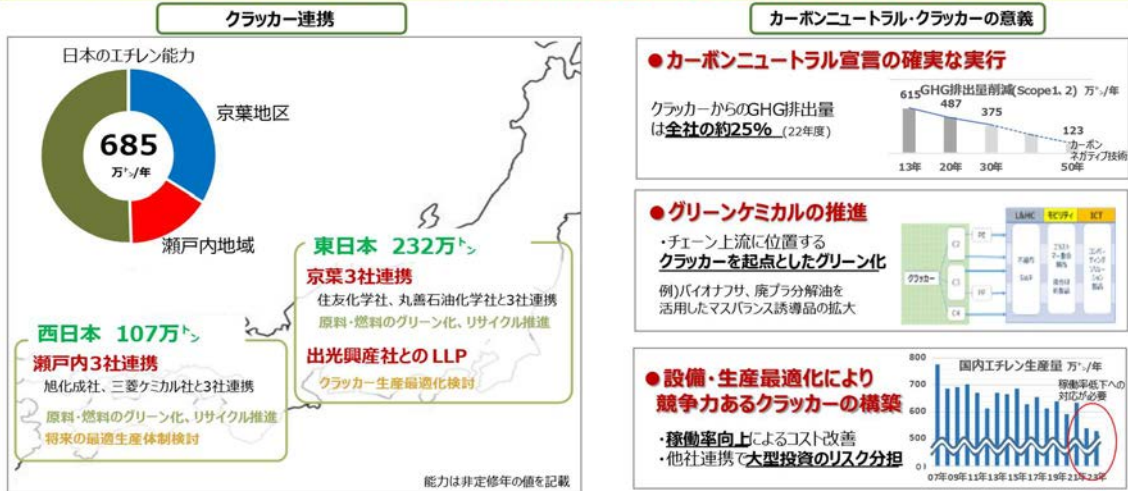 クラッカー連携
日本のエチレン能力
京葉地区
685
万㌧/年
瀬戸内地域
東日本 232万㌧
京葉3社連携
住友化学社、丸善石油化学社と3社連携
原料・燃料のグリーン化、リサイクル推進
出光興産社とのLLP
クラッカー生産最適化検討
西日本 107万㌧
瀬戸内3社連携
旭化成社、三菱ケミカル社と3社連携
原料・燃料のグリーン化、リサイクル推進
将来の最適生産体制検討
能力は非定修年の値を記載
カーボンニュートラル・クラッカーの意義
●カーボンニュートラル宣言の確実な実行
クラッカーからのGHG排出量
は全社の約25% (22年度)
GHG排出量削減(Scope1、2) 万㌧/年
615
487
375
123
カーボン
ネガティブ技術
13年 20年 30年 50年
●グリーンケミカルの推進
・チェーン上流に位置する
クラッカーを起点としたグリーン化
例)バイオナフサ、廃プラ分解油を
活用したマスバランス誘導品の拡大
L&HC モビリティ ICT
クラッカー
C2
C3
C4
●設備・生産最適化により
競争力あるクラッカーの構築
・稼働率向上によるコスト改善
・他社連携で大型投資のリスク分担
国内エチレン生産量 万㌧/年
稼働率低下への
対応が必要
800
700
600
500
0
07年09年11年13年15年17年19年21年23年